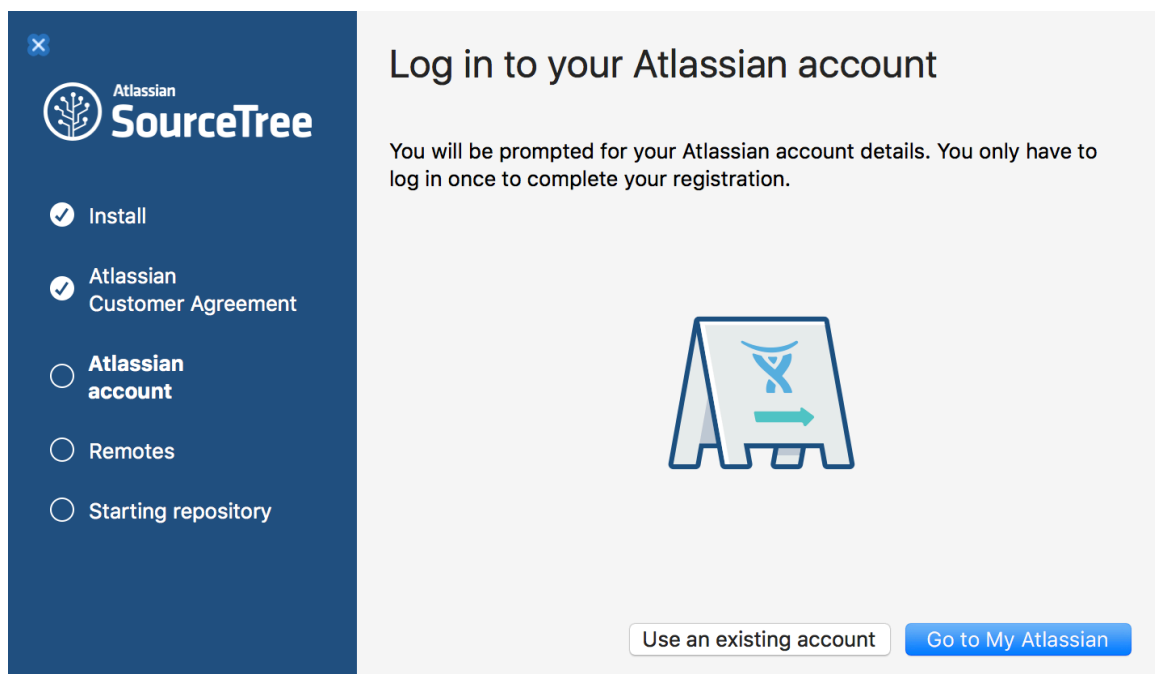 Atlassian
SourceTree
Install
Atlassian
Customer Agreement
Atlassian
account
Remotes
Starting repository
Log in to your Atlassian account
You will be prompted for your Atlassian account details. You only have to
log in once to complete your registration.
Use an existing account
Go to My Atlassian